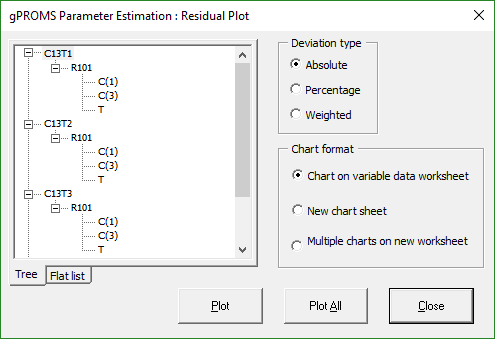 gPROMS Parameter Estimation : Residual Plot
C13T1
R101
C(1)
C(3)
T
C13T2
R101
C(1)
C(3)
T
C13T3
R101
C(1)
C(3)
T
Tree
Flat list
Deviation type
Absolute
Percentage
Weighted
Chart format
Chart on variable data worksheet
New chart sheet
Multiple charts on new worksheet
Plot
Plot All
Close